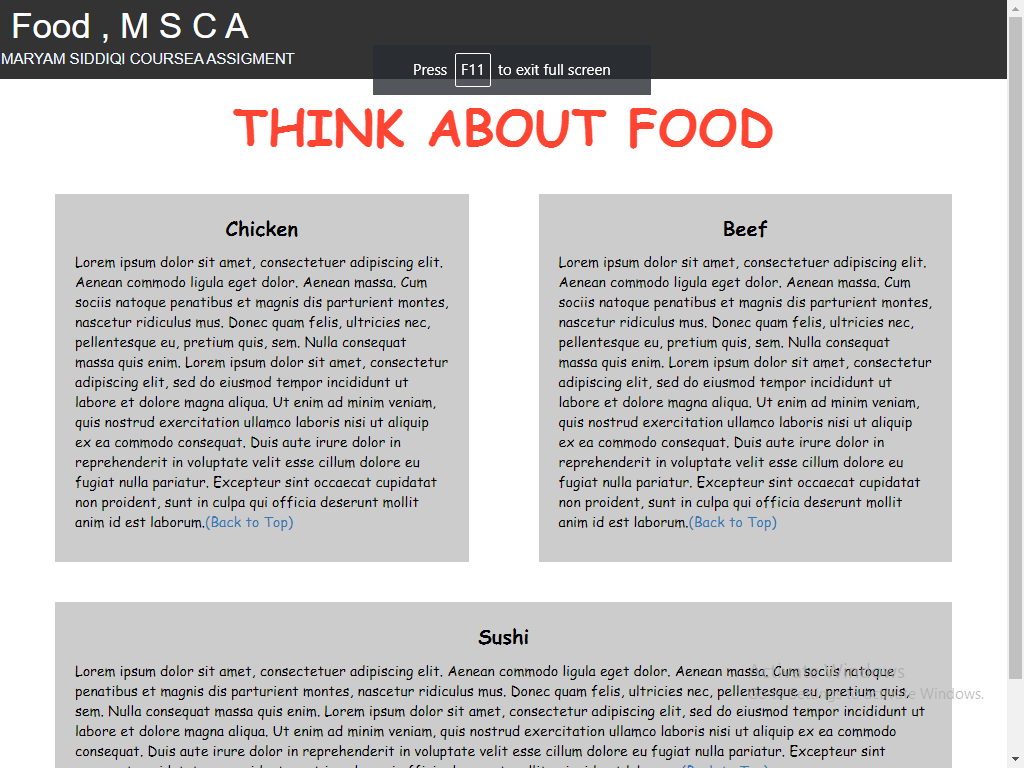 Food , M S C A
MARYAM SIDDIQI COURSEA ASSIGMENT
Press F11 to exit full screen
THINK ABOUT FOOD
Chicken
Lorem ipsum dolor sit amet, consectetuer adipiscing elit.
Aenean commodo ligula eget dolor. Aenean massa. Cum
sociis natoque penatibus et magnis dis parturient montes,
nascetur ridiculus mus. Donec quam felis, ultricies nec,
pellentesque eu, pretium quis, sem. Nulla consequat
massa quis enim. Lorem ipsum dolor sit amet, consectetur
adipiscing elit, sed do eiusmod tempor incididunt ut
labore et dolore magna aliqua. Ut enim ad minim veniam,
quis nostrud exercitation ullamco laboris nisi ut aliquip
ex ea commodo consequat. Duis aute irure dolor in
reprehenderit in voluptate velit esse cillum dolore eu
fugiat nulla pariatur. Excepteur sint occaecat cupidatat
non proident, sunt in culpa qui officia deserunt mollit
anim id est laborum.(Back to Top)
Beef
Lorem ipsum dolor sit amet, consectetuer adipiscing elit.
Aenean commodo ligula eget dolor. Aenean massa. Cum
sociis natoque penatibus et magnis dis parturient montes,
nascetur ridiculus mus. Donec quam felis, ultricies nec,
pellentesque eu, pretium quis, sem. Nulla consequat
massa quis enim. Lorem ipsum dolor sit amet, consectetur
adipiscing elit, sed do eiusmod tempor incididunt ut
labore et dolore magna aliqua. Ut enim ad minim veniam,
quis nostrud exercitation ullamco laboris nisi ut aliquip
ex ea commodo consequat. Duis aute irure dolor in
reprehenderit in voluptate velit esse cillum dolore eu
fugiat nulla pariatur. Excepteur sint occaecat cupidatat
non proident, sunt in culpa qui officia deserunt mollit
anim id est laborum.(Back to Top)
Sushi
Lorem ipsum dolor sit amet, consectetuer adipiscing elit. Aenean commodo ligula eget dolor. Aenean massa. Cum sociis natoque
penatibus et magnis dis parturient montes, nascetur ridiculus mus. Donec quam felis, ultricies nec, pellentesque eu, pretium quis,
sem. Nulla consequat massa quis enim. Lorem ipsum dolor sit amet, consectetur adipiscing elit, sed do eiusmod tempor incididunt ut
labore et dolore magna aliqua. Ut enim ad minim veniam, quis nostrud exercitation ullamco laboris nisi ut aliquip ex ea commodo
consequat. Duis aute irure dolor in reprehenderit in voluptate velit esse cillum dolore eu fugiat nulla pariatur. Excepteur sint
Activate Windows
Go to Settings to activate Windows.